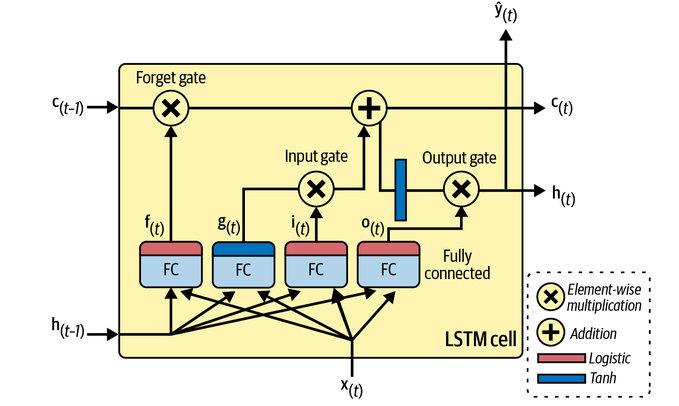 ŷ(t)
Forget gate
c(t–1)
c(t)
Input gate
Output gate
h(t)
f(t)
g(t)
i(t)
o(t)
FC
FC
FC
FC
Fully
connected
h(t–1)
LSTM cell
x(t)
Element-wise
multiplication
Addition
Logistic
Tanh